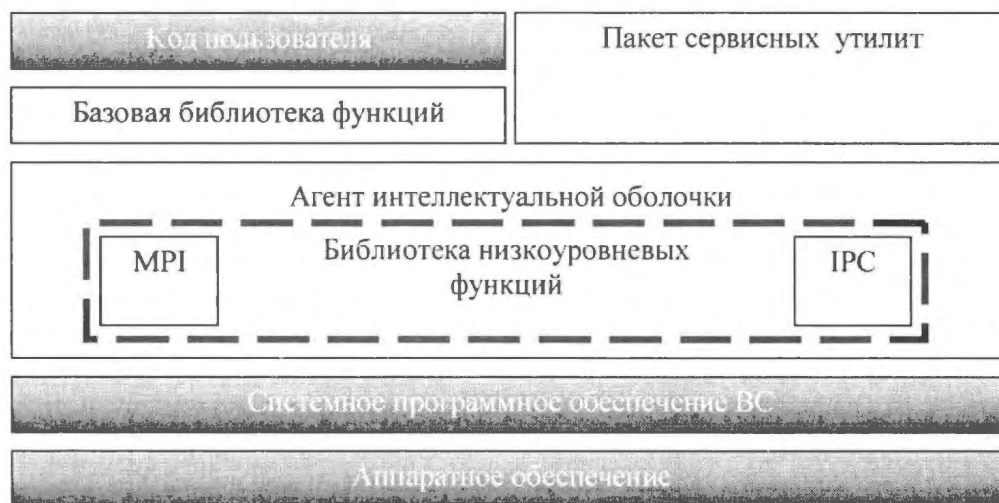 Код пользователя
Пакет сервисных утилит
Базовая библиотека функций
Агент интеллектуальной оболочки
MPI
Библиотека низкоуровневых
функций
IPC
Системное программное обеспечение ВС
Аппаратное обеспечение